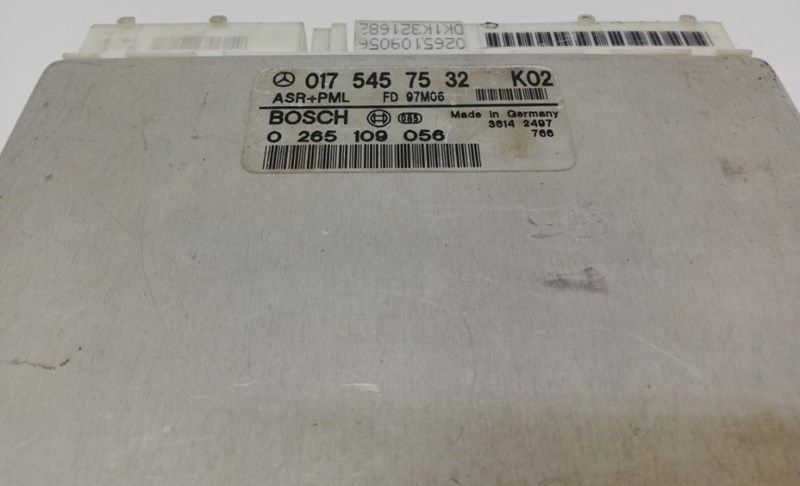 0265109056
DK1K321682
017 545 75 32 K02
ASR+PML FD 97M06
BOSCH Made in Germany
3614 2497
0 265 109 056 766